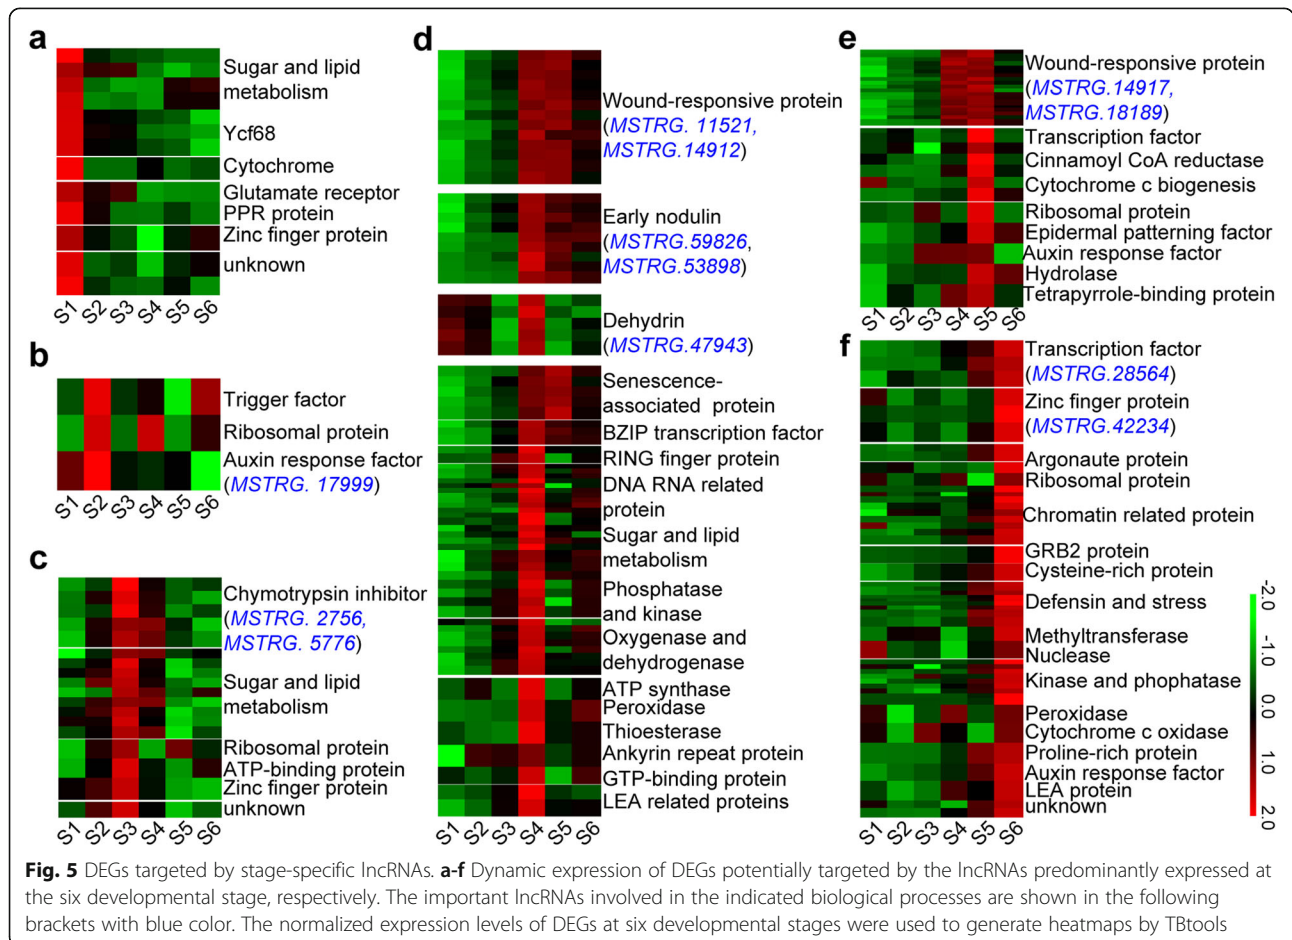 a
Sugar and lipid
metabolism
Ycf68
Cytochrome
Glutamate receptor
PPR protein
Zinc finger protein
unknown
S1 S2 S3 S4 S5 S6
b
Trigger factor
Ribosomal protein
Auxin response factor
(MSTRG. 17999)
S1 S2 S3 S4 S5 S6
c
Chymotrypsin inhibitor
(MSTRG. 2756,
MSTRG. 5776)
Sugar and lipid
metabolism
Ribosomal protein
ATP-binding protein
Zinc finger protein
unknown
S1 S2 S3 S4 S5 S6
d
Wound-responsive protein
(MSTRG. 11521,
MSTRG.14912)
Early nodulin
(MSTRG.59826,
MSTRG.53898)
Dehydrin
(MSTRG.47943)
Senescence-
associated protein
BZIP transcription factor
RING finger protein
DNA RNA related
protein
Sugar and lipid
metabolism
Phosphatase
and kinase
Oxygenase and
dehydrogenase
ATP synthase
Peroxidase
Thioesterase
Ankyrin repeat protein
GTP-binding protein
LEA related proteins
S1 S2 S3 S4 S5 S6
e
Wound-responsive protein
(MSTRG.14917,
MSTRG.18189)
Transcription factor
Cinnamoyl CoA reductase
Cytochrome c biogenesis
Ribosomal protein
Epidermal patterning factor
Auxin response factor
Hydrolase
Tetrapyrrole-binding protein
S1 S2 S3 S4 S5 S6
f
Transcription factor
(MSTRG.28564)
Zinc finger protein
(MSTRG.42234)
Argonaute protein
Ribosomal protein
Chromatin related protein
GRB2 protein
Cysteine-rich protein
Defensin and stress
Methyltransferase
Nuclease
Kinase and phophatase
Peroxidase
Cytochrome c oxidase
Proline-rich protein
Auxin response factor
LEA protein
unknown
S1 S2 S3 S4 S5 S6
-2.0 -1.0 0.0 1.0 2.0
Fig. 5 DEGs targeted by stage-specific lncRNAs. a-f Dynamic expression of DEGs potentially targeted by the lncRNAs predominantly expressed at
the six developmental stage, respectively. The important lncRNAs involved in the indicated biological processes are shown in the following
brackets with blue color. The normalized expression levels of DEGs at six developmental stages were used to generate heatmaps by TBtools